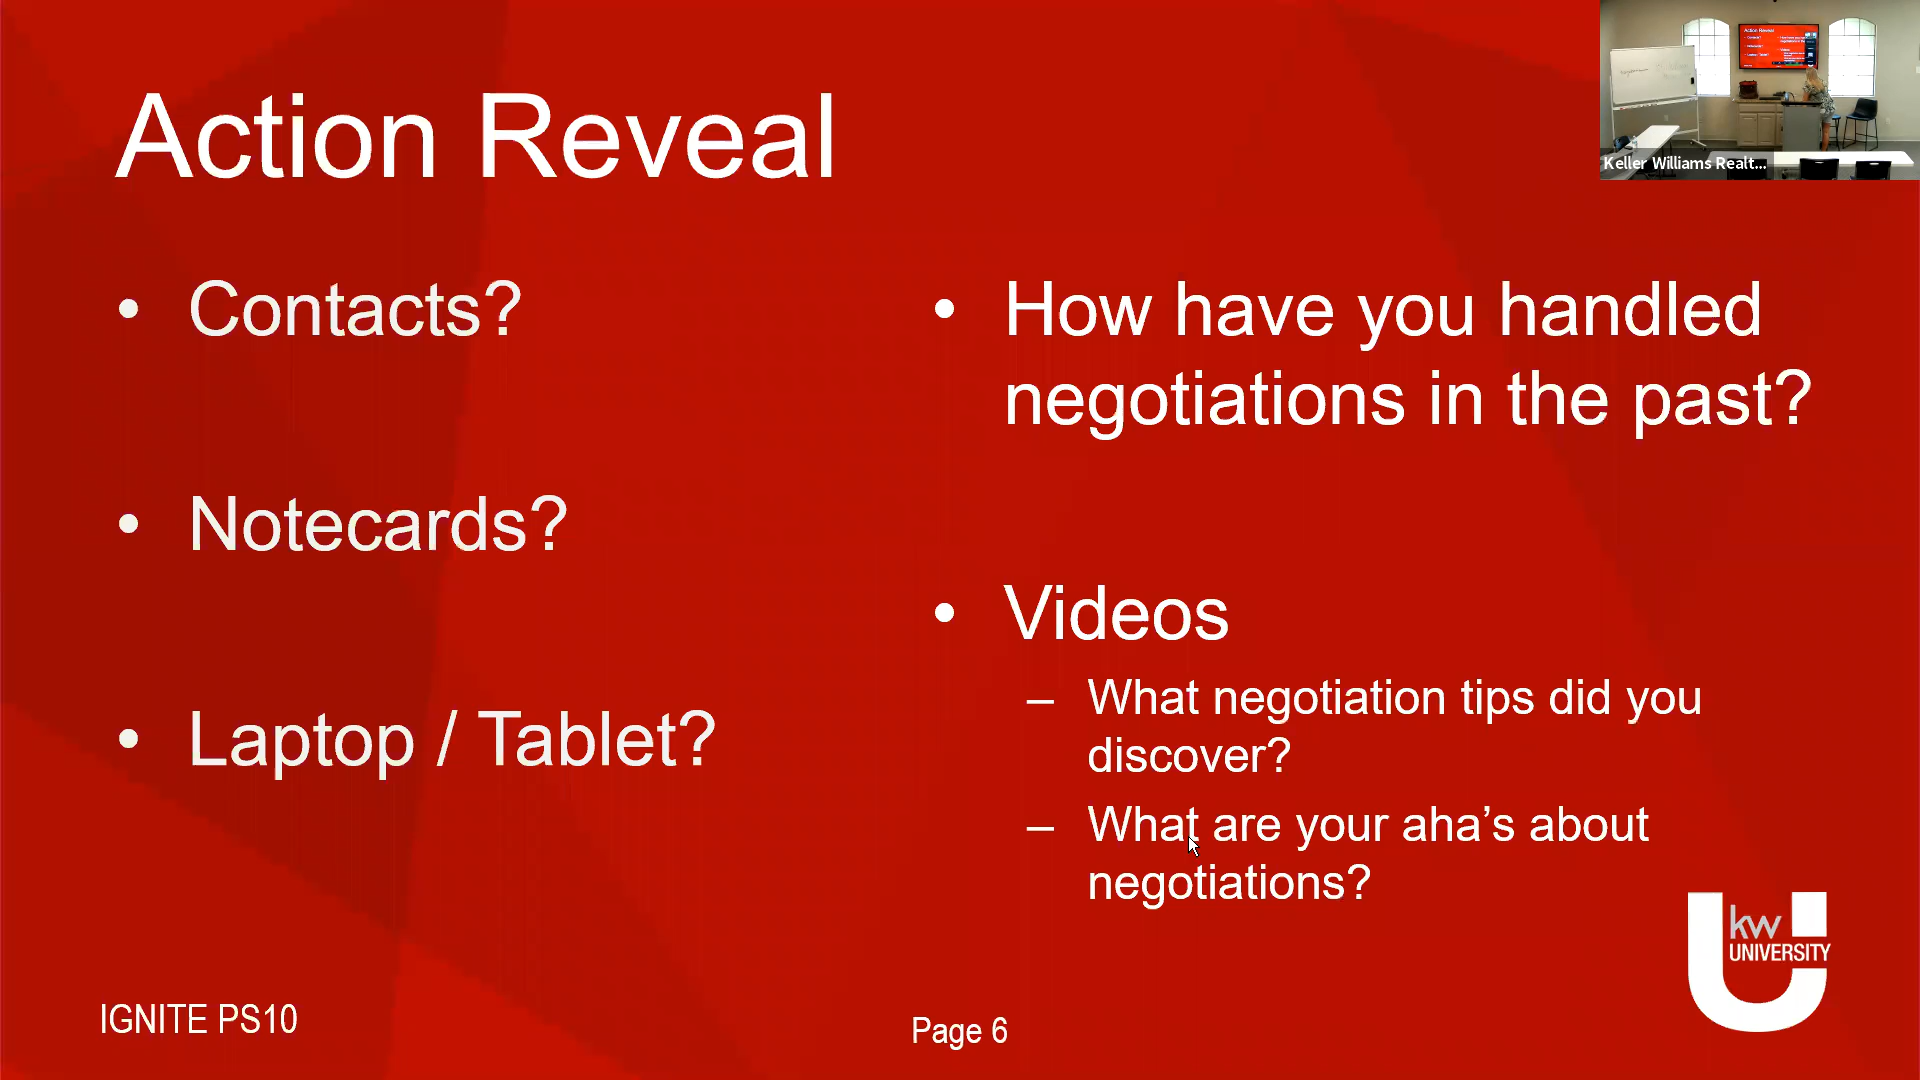 Action Reveal
• Contacts?
• Notecards?
• Laptop / Tablet?
• How have you handled
negotiations in the past?
• Videos
– What negotiation tips did you
discover?
– What are your aha’s about
negotiations?
Keller Williams Realt...
kw
UNIVERSITY
IGNITE PS10
Page 6